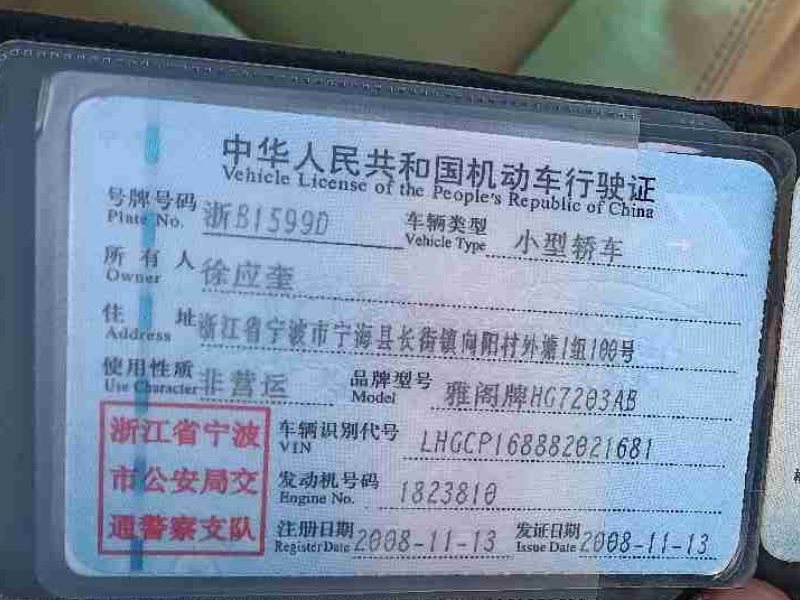 中华人民共和国机动车行驶证
Vehicle License of the People's Republic of China
号牌号码 浙B1599D 车辆类型 小型轿车
Plate No. Vehicle Type
所有人 徐应奎
Owner
住址 浙江省宁波市宁海县长街镇向阳村外塘1组100号
Address
使用性质 非营运 品牌型号 雅阁牌HG7203AB
Use Character Model
浙江省宁波
市公安局交
通警察支队
车辆识别代号 LHGCP168882021681
VIN
发动机号码 1823810
Engine No.
注册日期 2008-11-13 发证日期 2008-11-13
Register Date Issue Date